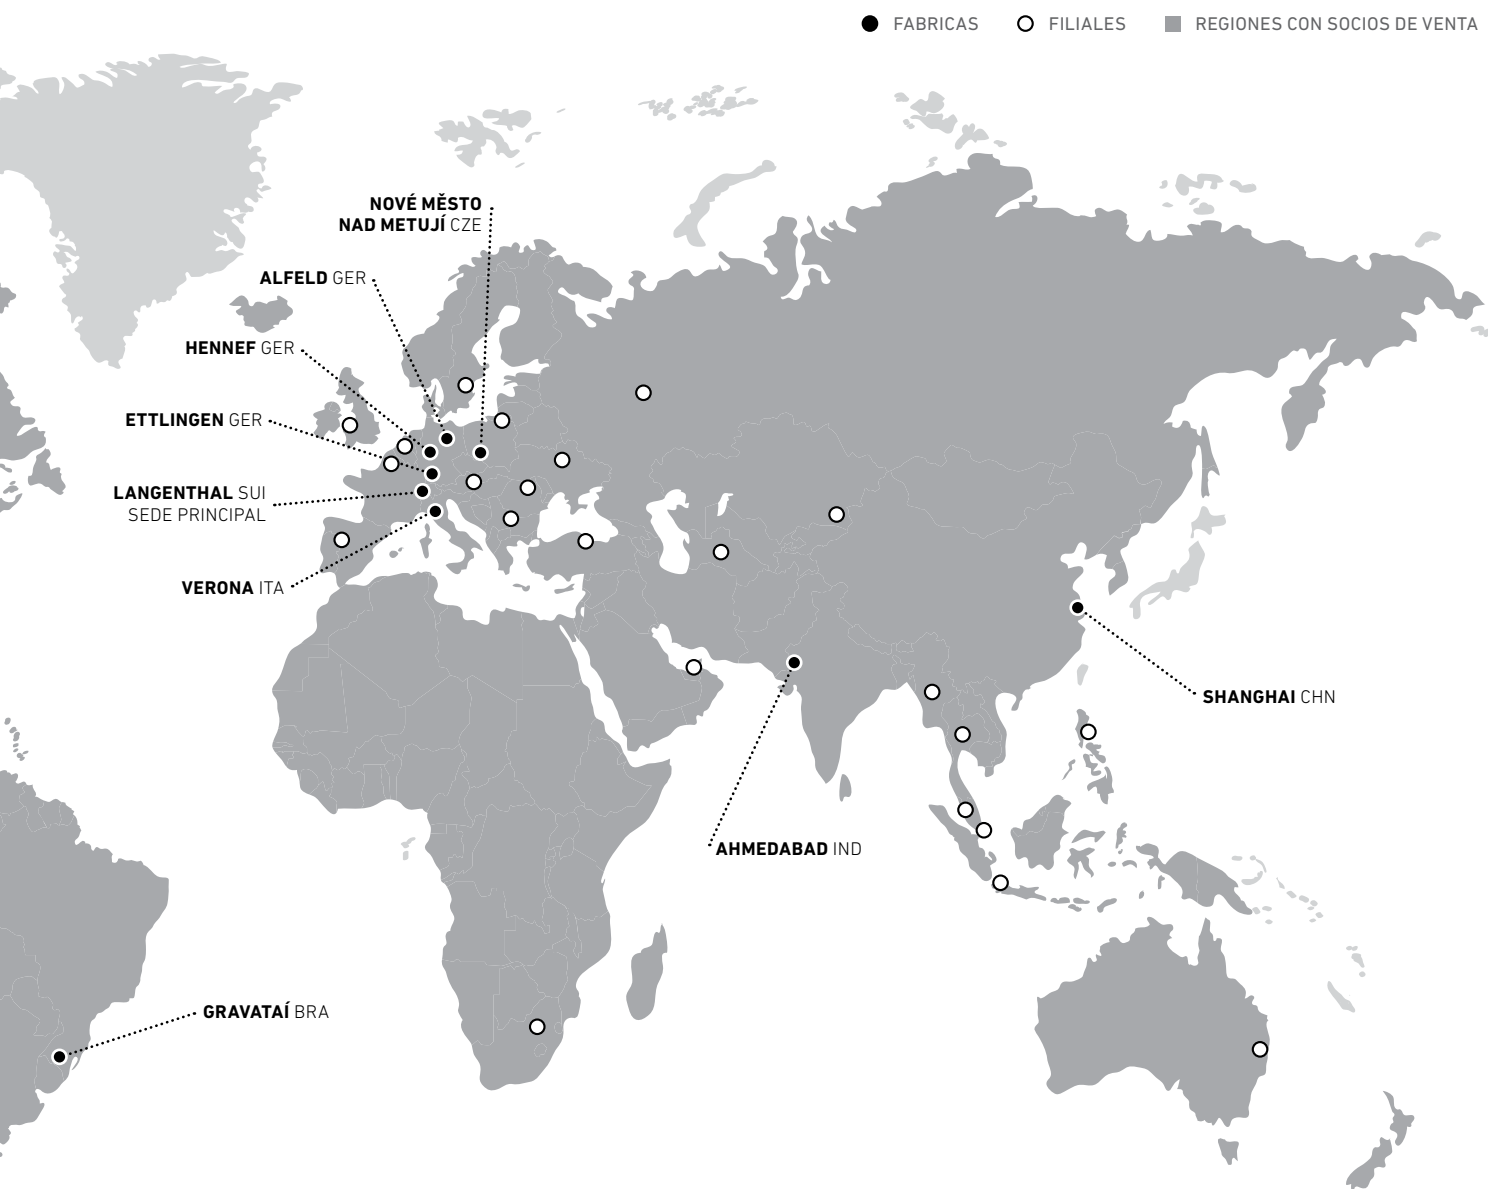 FABRICAS
FILIALES
REGIONES CON SOCIOS DE VENTA
NOVÉ MĚSTO
NAD METUJÍ CZE
ALFELD GER
HENNEF GER
ETTLINGEN GER
LANGENTHAL SUI
SEDE PRINCIPAL
VERONA ITA
SHANGHAI CHN
AHMEDABAD IND
GRAVATAÍ BRA